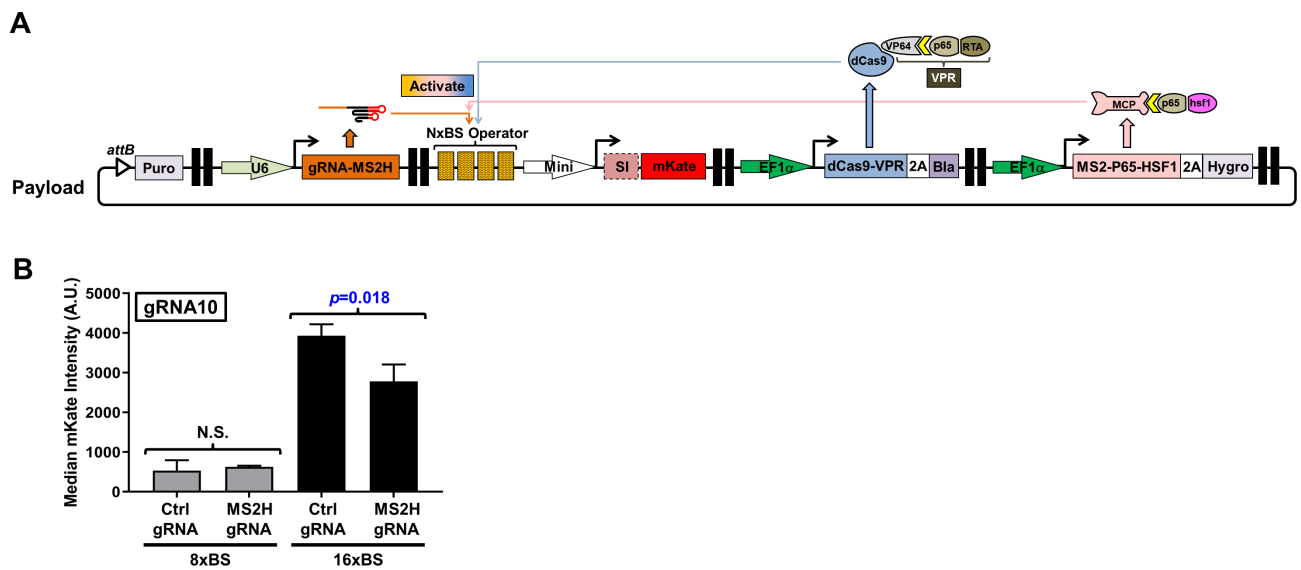 A
VP64 p65 RTA
dCas9
VPR
Activate
MCP p65 hsf1
NxBS Operator
attB
Puro U6 gRNA-MS2H Mini SI mKate EF1α dCas9-VPR 2A Bla EF1α MS2-P65-HSF1 2A Hygro
Payload
B
Median mKate Intensity (A.U.)
5000
4000
3000
2000
1000
0
gRNA10
p=0.018
N.S.
Ctrl MS2H Ctrl MS2H
gRNA gRNA gRNA gRNA
8xBS 16xBS